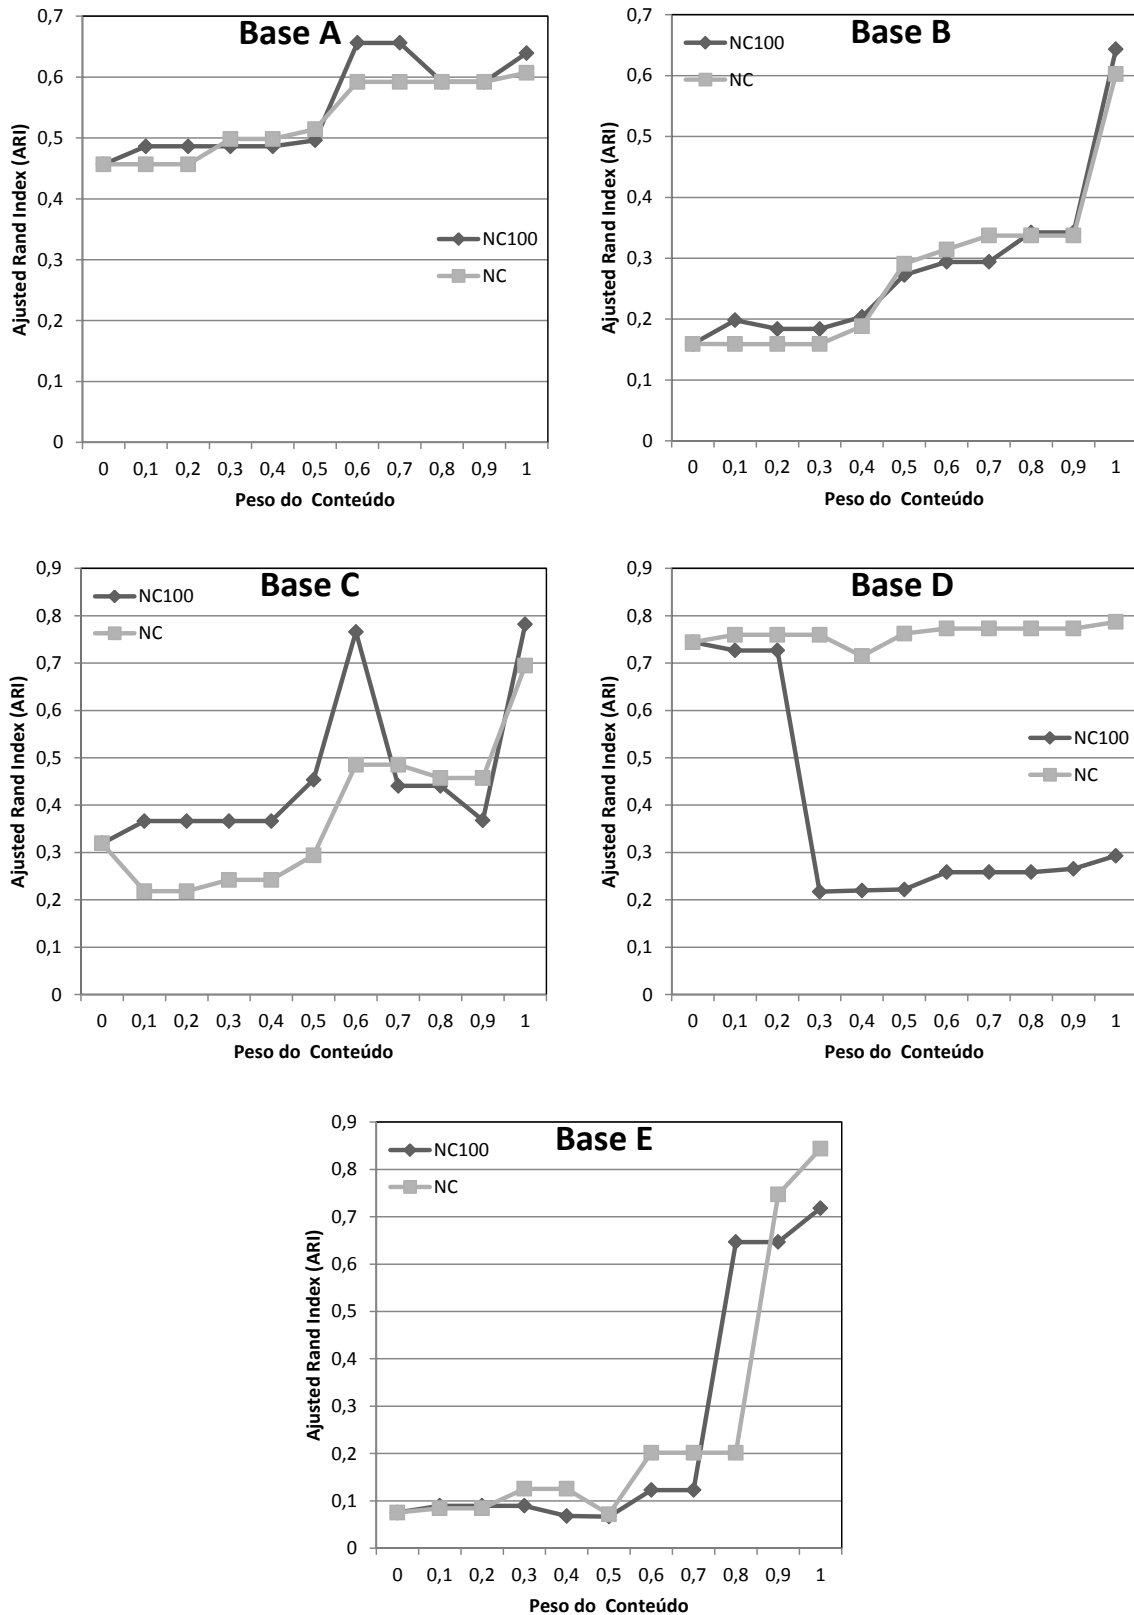 Base A
Ajusted Rand Index (ARI)
0,7
0,6
0,5
0,4
0,3
0,2
0,1
0
NC100
NC
0 0,1 0,2 0,3 0,4 0,5 0,6 0,7 0,8 0,9 1
Peso do Conteúdo
Base B
Ajusted Rand Index (ARI)
0,7
0,6
0,5
0,4
0,3
0,2
0,1
0
NC100
NC
0 0,1 0,2 0,3 0,4 0,5 0,6 0,7 0,8 0,9 1
Peso do Conteúdo
Base C
Ajusted Rand Index (ARI)
0,9
0,8
0,7
0,6
0,5
0,4
0,3
0,2
0,1
0
NC100
NC
0 0,1 0,2 0,3 0,4 0,5 0,6 0,7 0,8 0,9 1
Peso do Conteúdo
Base D
Ajusted Rand Index (ARI)
0,9
0,8
0,7
0,6
0,5
0,4
0,3
0,2
0,1
0
NC100
NC
0 0,1 0,2 0,3 0,4 0,5 0,6 0,7 0,8 0,9 1
Peso do Conteúdo
Base E
Ajusted Rand Index (ARI)
0,9
0,8
0,7
0,6
0,5
0,4
0,3
0,2
0,1
0
NC100
NC
0 0,1 0,2 0,3 0,4 0,5 0,6 0,7 0,8 0,9 1
Peso do Conteúdo